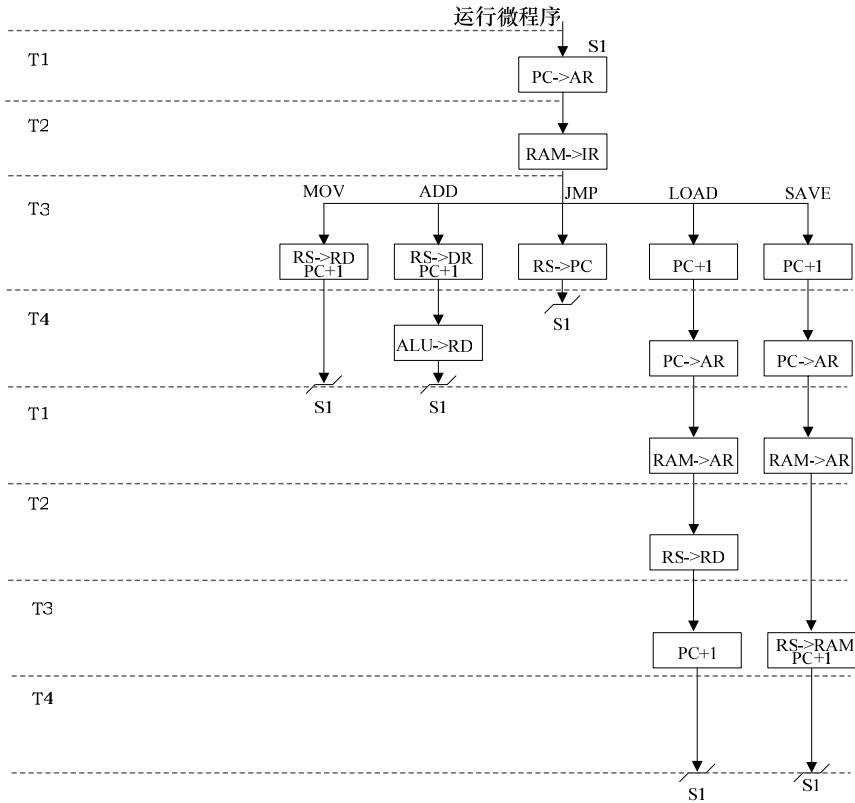 运行微程序
S1
T1
PC->AR
T2
RAM->IR
MOV ADD JMP LOAD SAVE
T3
RS->RD
PC+1
RS->DR
PC+1
RS->PC
PC+1
PC+1
T4
S1
ALU->RD
PC->AR
PC->AR
S1
S1
T1
RAM->AR
RAM->AR
T2
RS->RD
T3
PC+1
RS->RAM
PC+1
T4
S1
S1